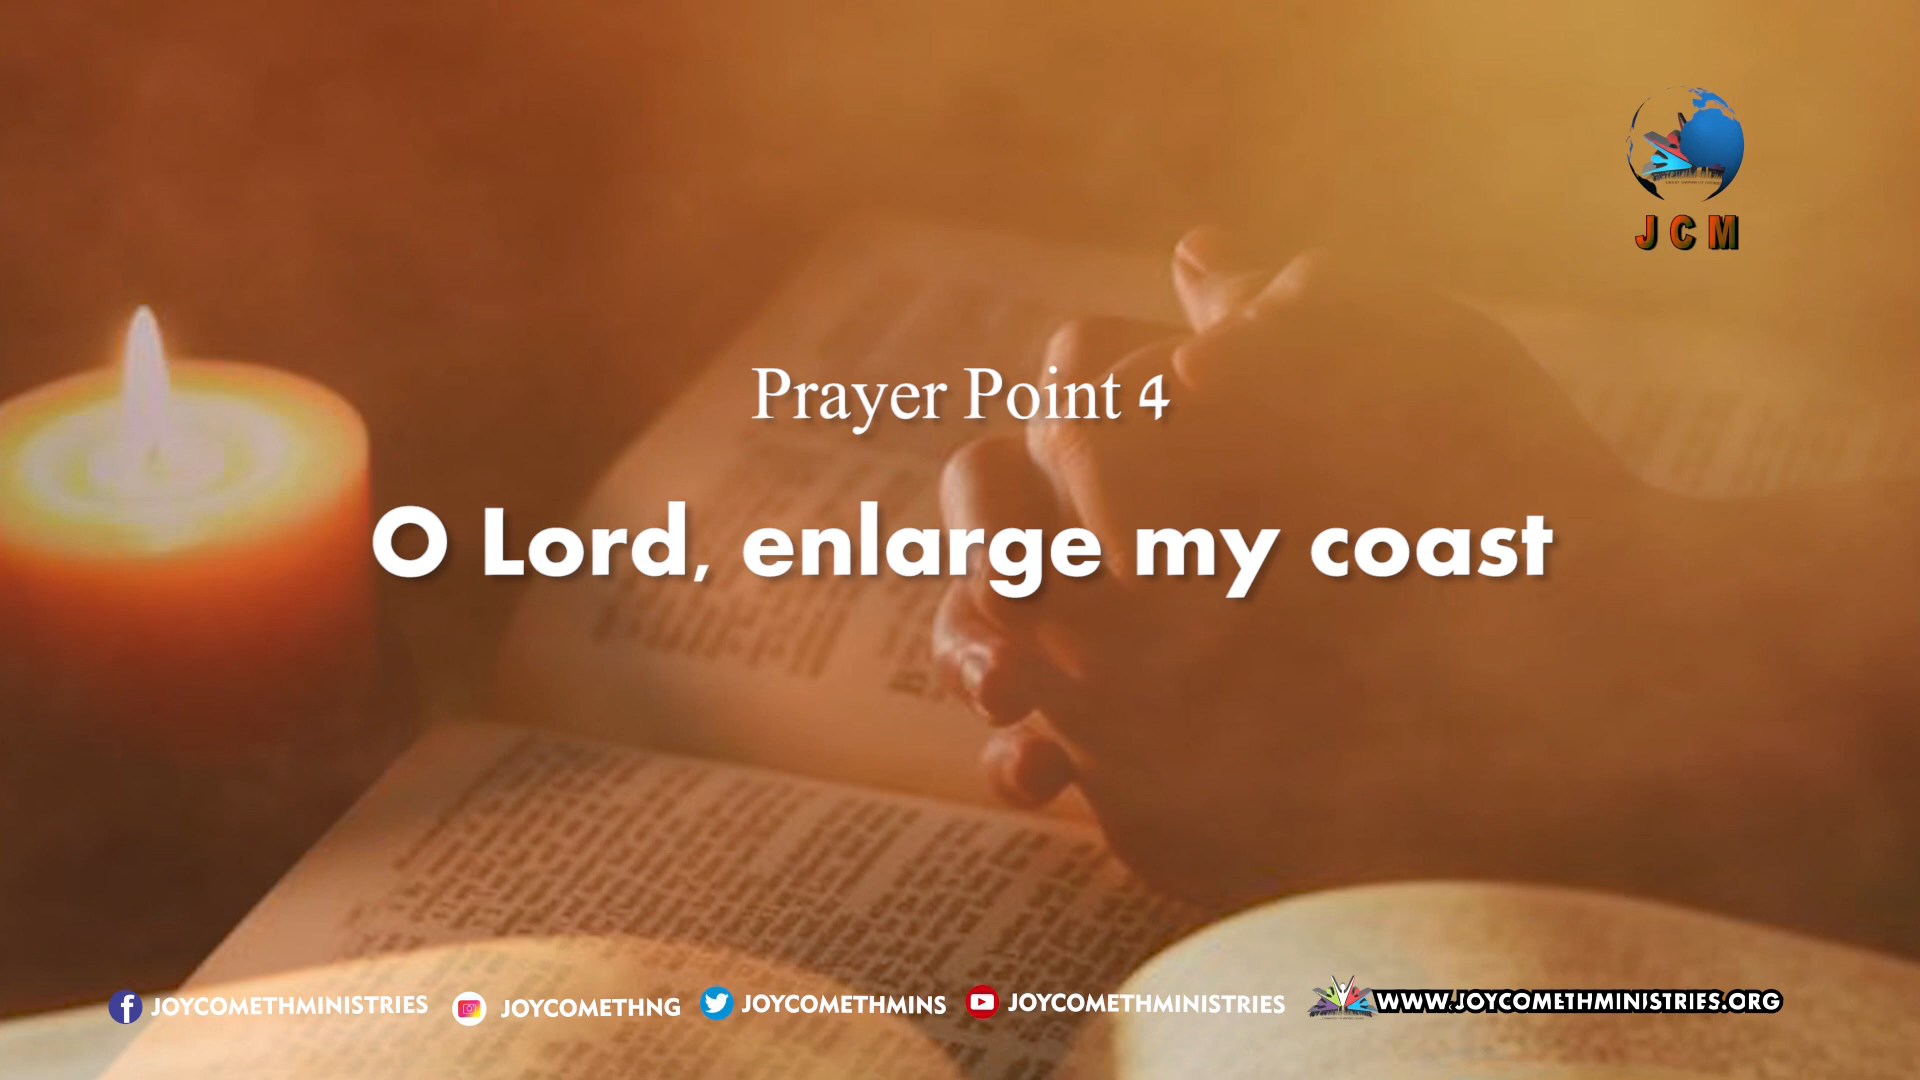 JCM
Prayer Point 4
O Lord, enlarge my coast
JOYCOMETHMINISTRIES
JOYCOMETHNG
JOYCOMETHMINS
JOYCOMETHMINISTRIES
WWW.JOYCOMETHMINISTRIES.ORG